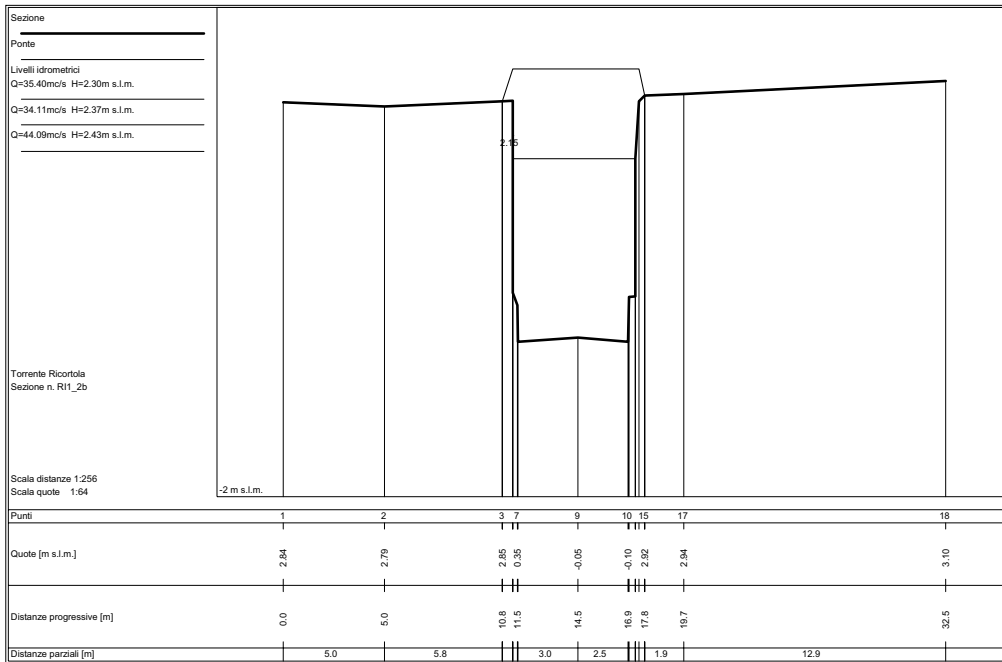 Sezione
Ponte
Livelli idrometrici
Q=35.40mc/s H=2.30m s.l.m.
Q=34.11mc/s H=2.37m s.l.m.
Q=44.09mc/s H=2.43m s.l.m.
2.15
Torrente Ricortola
Sezione n. RI1_2b
Scala distanze 1:256
Scala quote 1:64
-2 m s.l.m.
Punti 1 2 3 7 9 10 15 17 18
Quote [m s.l.m.] 2.84 2.79 2.85 0.35 -0.05 -0.10 2.92 2.94 3.10
Distanze progressive [m] 0.0 5.0 10.8 11.5 14.5 16.9 17.8 19.7 32.5
Distanze parziali [m] 5.0 5.8 3.0 2.5 1.9 12.9